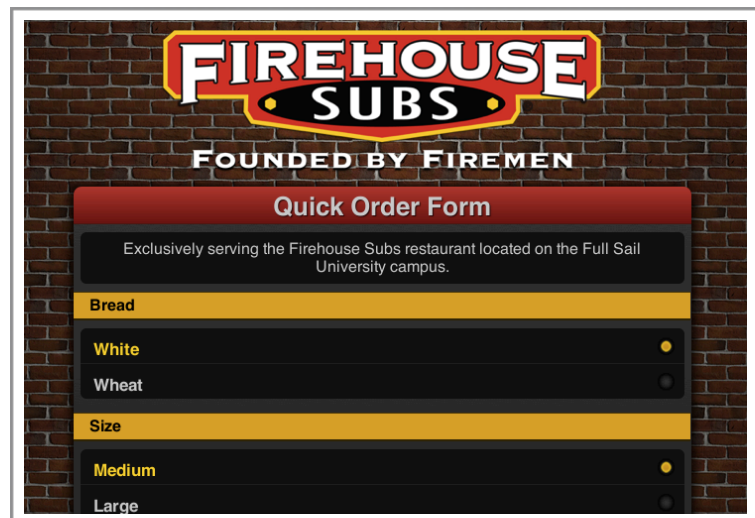 FIREHOUSE
SUBS
FOUNDED BY FIREMEN
Quick Order Form
Exclusively serving the Firehouse Subs restaurant located on the Full Sail
University campus.
Bread
White
Wheat
Size
Medium
Large